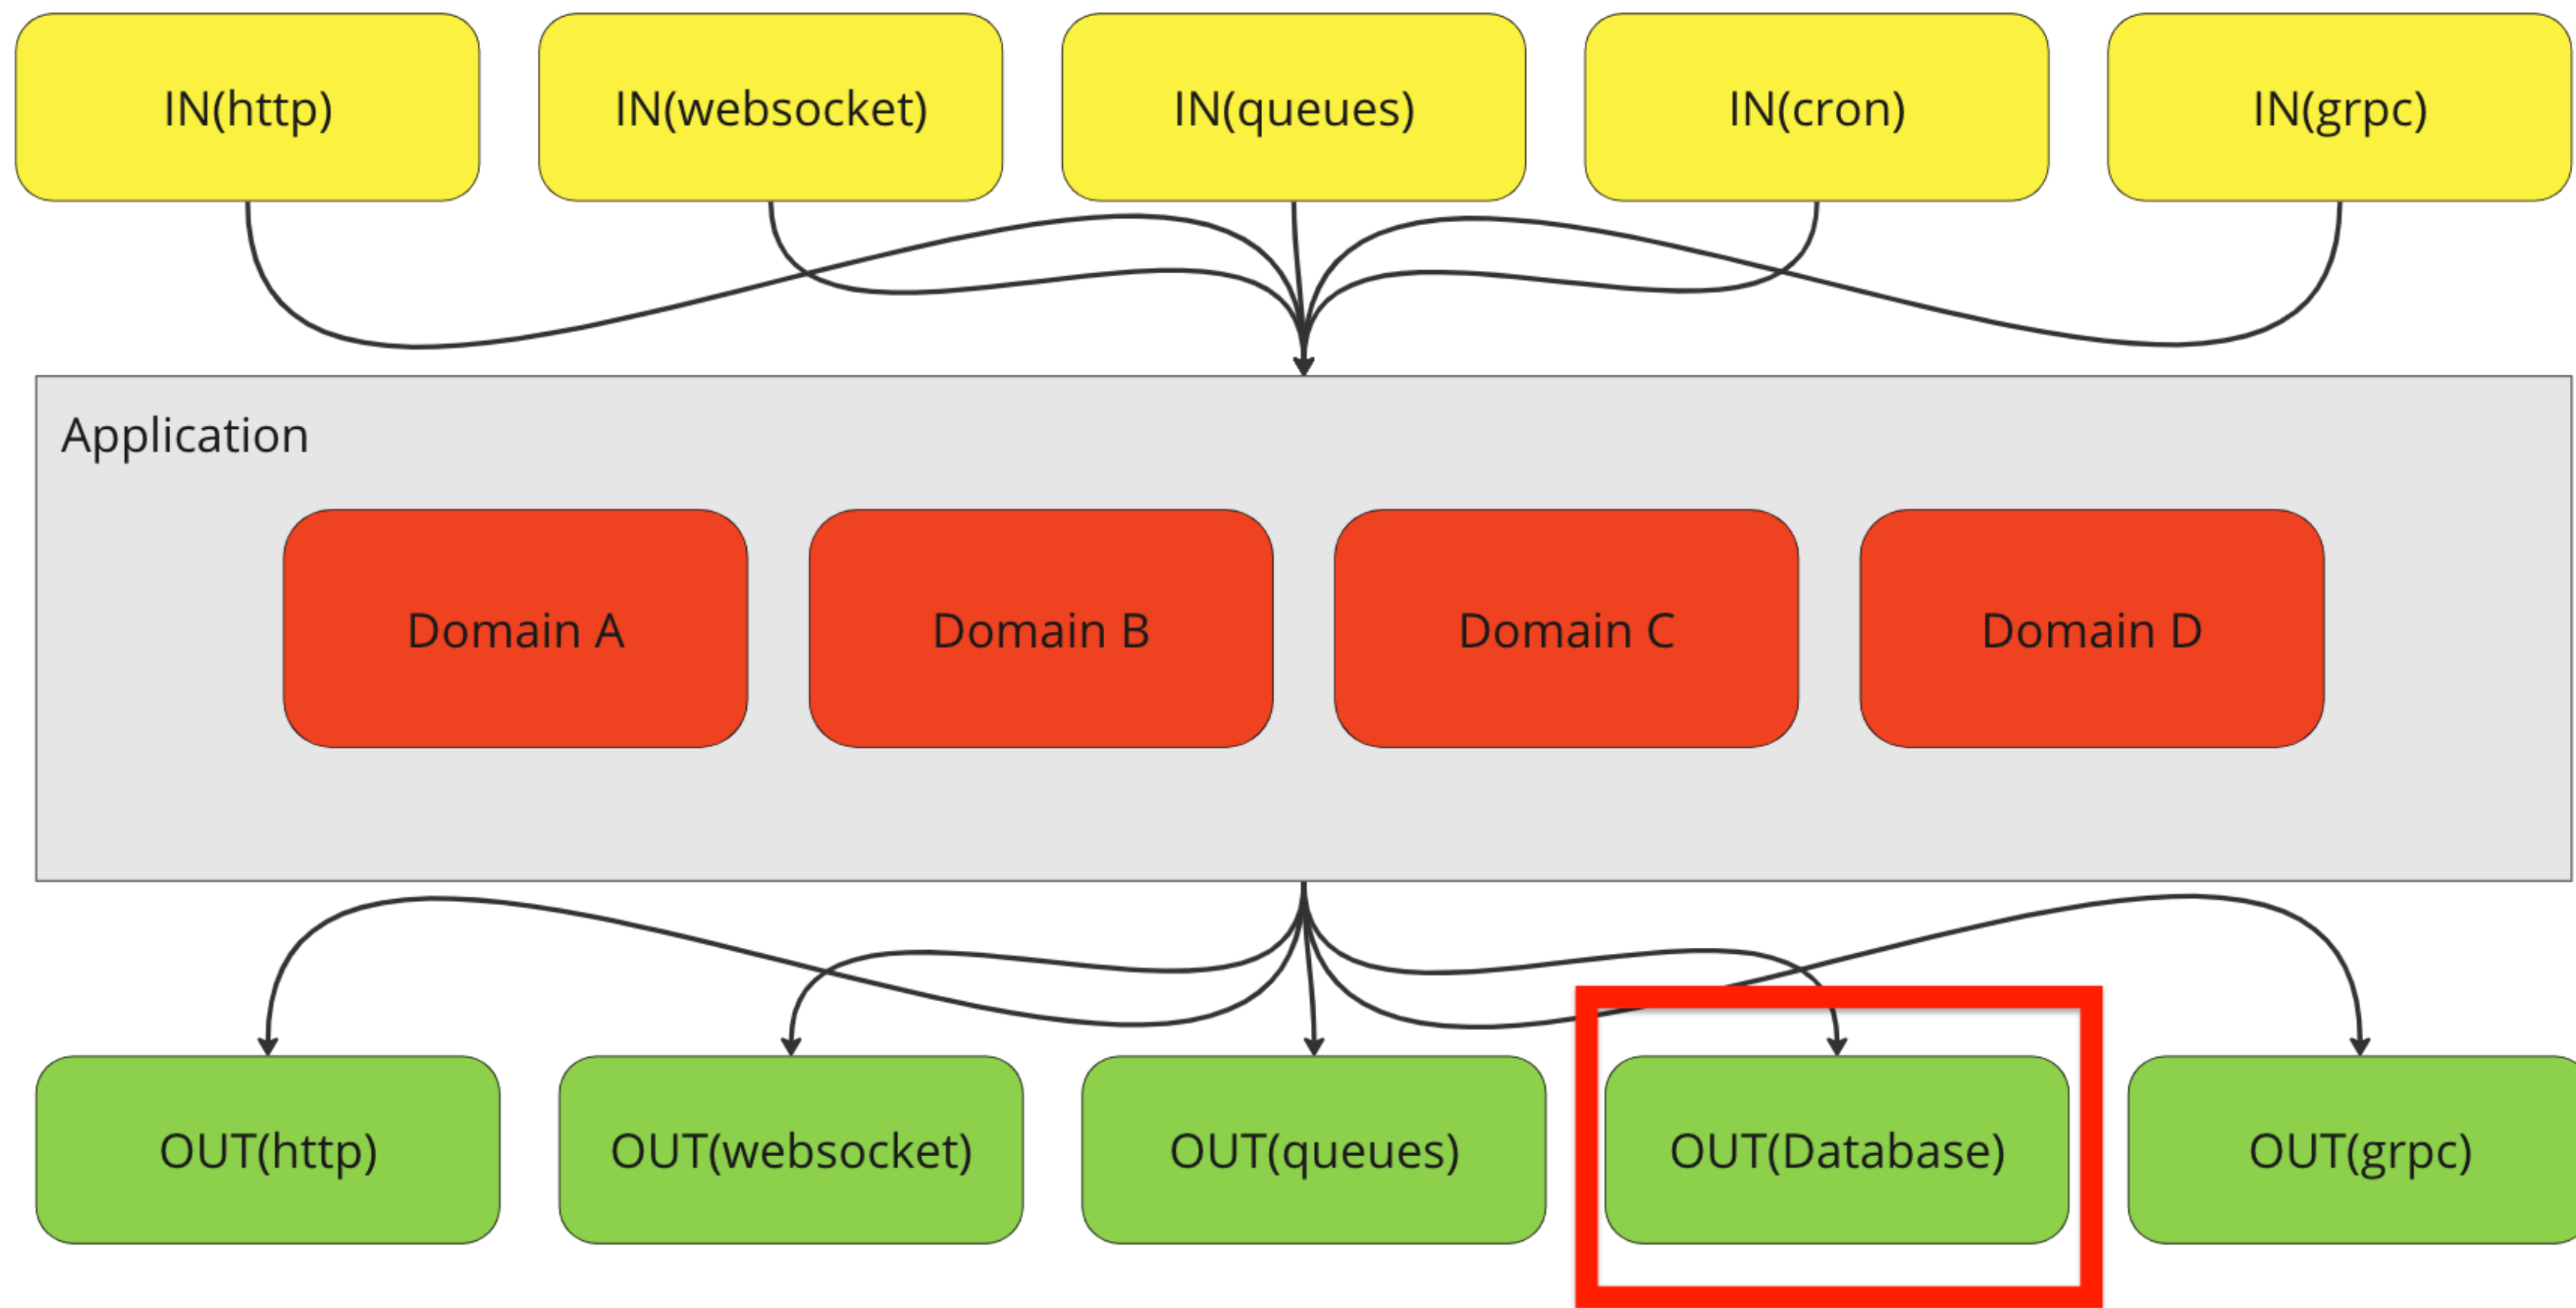 IN(http)
IN(websocket)
IN(queues)
IN(cron)
IN(grpc)
Application
Domain A
Domain B
Domain C
Domain D
OUT(http)
OUT(websocket)
OUT(queues)
OUT(Database)
OUT(grpc)